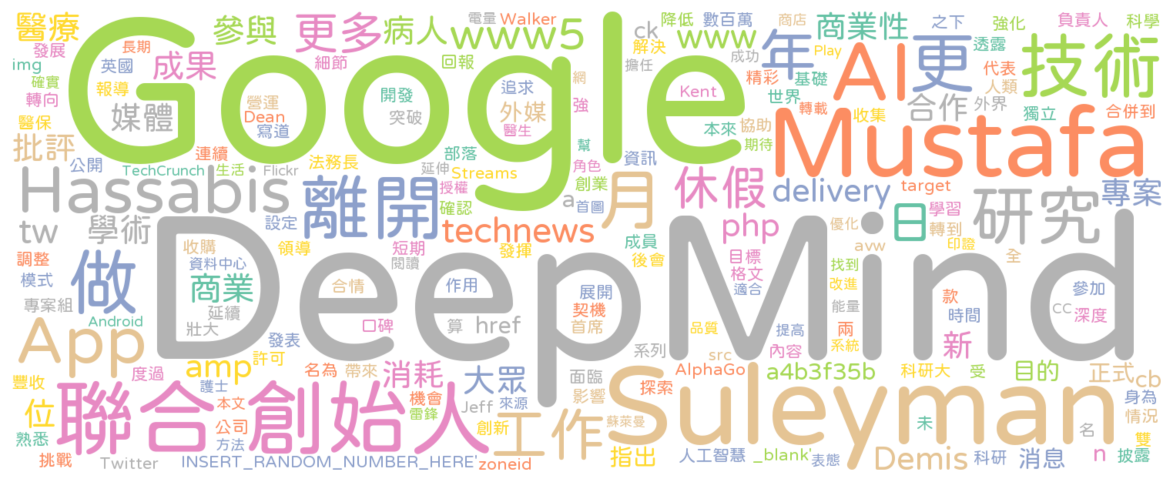 Google
DeepMind
Mustafa
Suleyman
聯合創始人
離開
技術
研究
Hassabis
AI
App
工作
做
更
年
月
日
www5
www
更多
病人
參與
醫療
成果
媒體
批評
學術
tw
technews
休假
delivery
專案
php
商業
amp
位
消耗
大眾
href
新
Demis
指出
目的
正式
cb
消息
n
a4b3f35b
合作
商業性
外媒
ck
a
電量
Walker
降低
數百萬
商店
之下
強化
負責人
科學
發展
長期
img
英國
細節
回報
解決
擔任
成功
Play
透露
代表
人類
確實
報導
轉向
愛運
Dean
寫道
開發
突破
追求
強
網
Kent
精彩
基礎
世界
轉載
收集
外界
獨立
合併到
醫保
醫生
本來
協助
期待
公開
TechCrunch
連續
生活
Flickr
法務長
延伸
部落
Streams
幫
角色
資訊
創業
授權
確認
首圖
target
學習
轉到
優化
avw
印證
設定
領導
短期
閱讀
發揮
成員
後會
目標
格文
適合
找到
改進
全
調整
模式
收購
資料中心
合情
作用
展開
契機
首席
能量
款
時間
CC
參加
深度
專案組
延續
壯大
Android
發表
口碑
算
品質
提高
兩
系統
系列
src
內容
豐收
度過
許可
名為
帶來
面臨
影響
AlphaGo
探索
科研大
受
身為
情況
熟悉
護士
本文
公司
方法
機會
雷鋒
Jeff
來源
創新
蘇萊曼
未
名
雙
挑戰
Twitter
INSERT_RANDOM_NUMBER_HERE'
zoneid
人工智慧
_blank'
表態
科研
披露